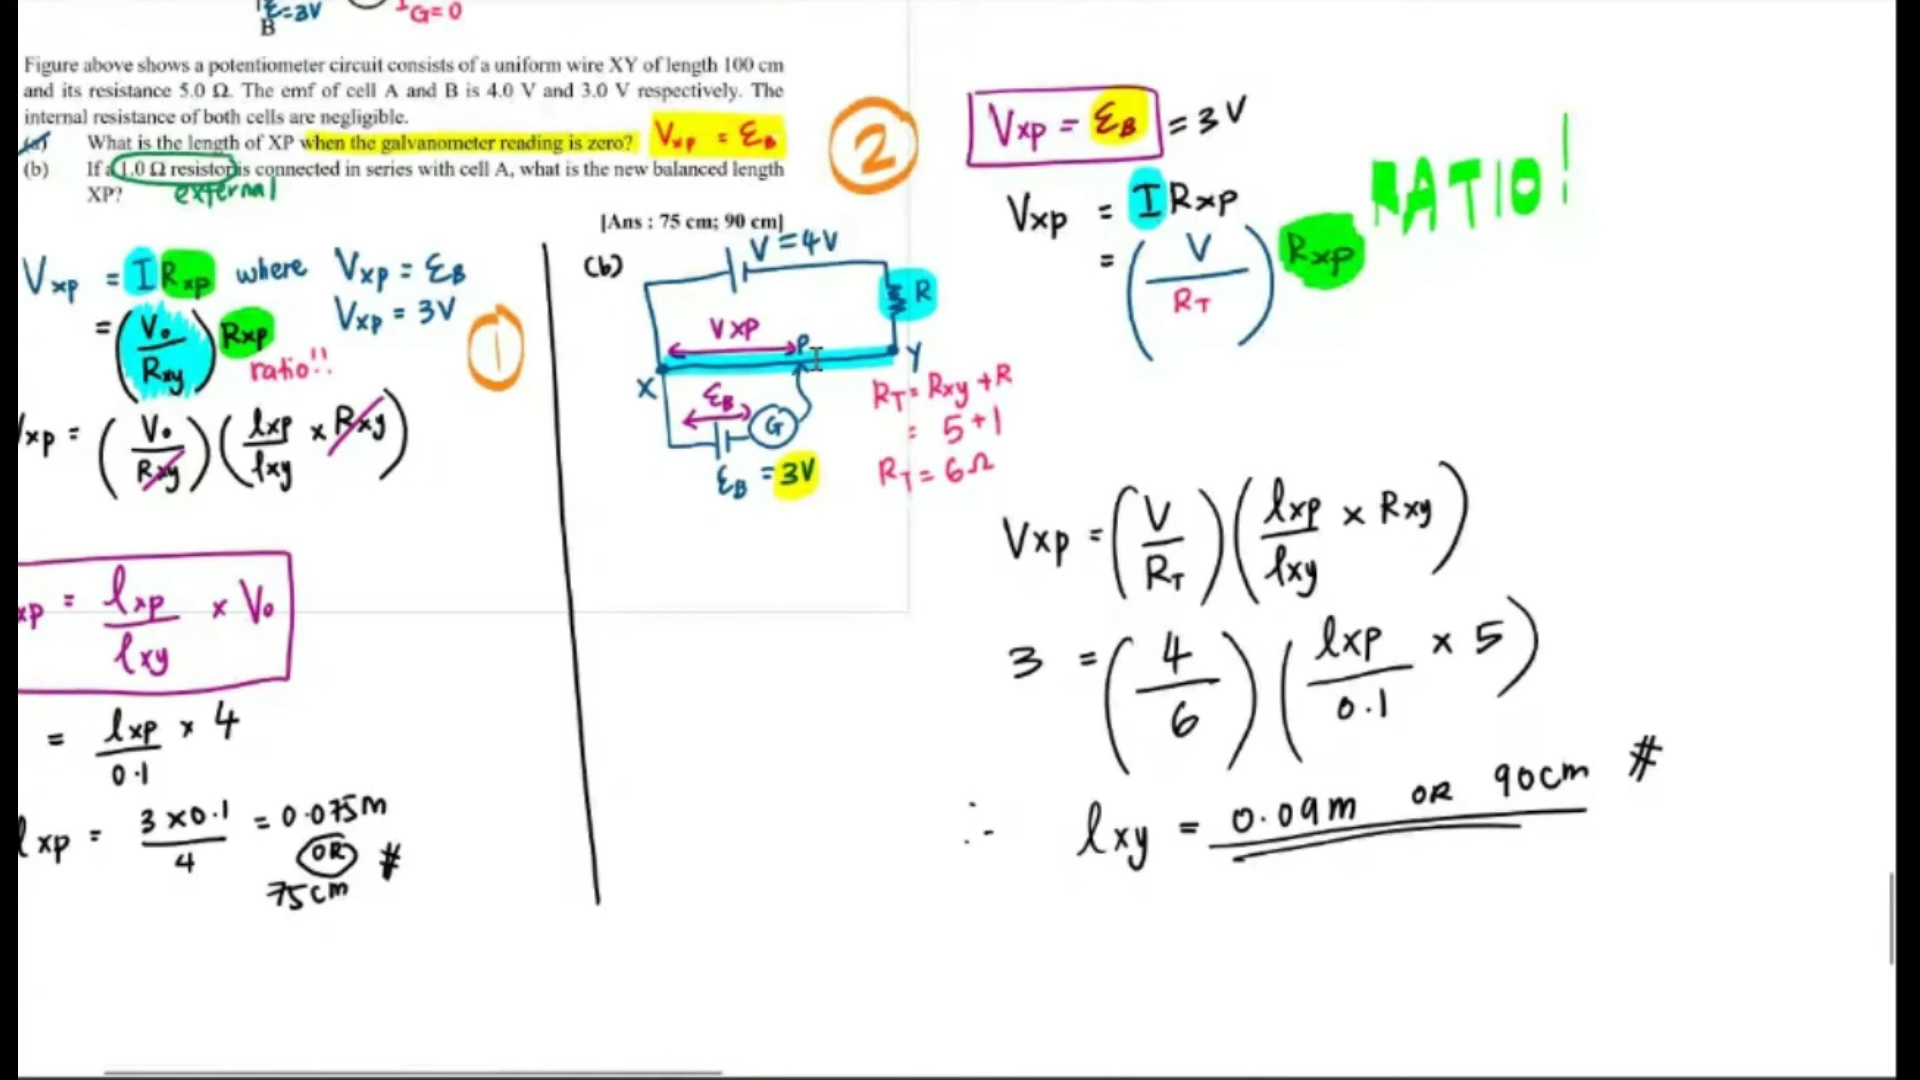 ε=3V
B
I_G=0
Figure above shows a potentiometer circuit consists of a uniform wire XY of length 100 cm
and its resistance 5.0 Ω. The emf of cell A and B is 4.0 V and 3.0 V respectively. The
internal resistance of both cells are negligible.
(a) What is the length of XP when the galvanometer reading is zero? Vxp = εB
(b) If a 1.0 Ω resistor is connected in series with cell A, what is the new balanced length
XP? external
[Ans : 75 cm; 90 cm]
Vxp = I Rxp where Vxp = εB
Vxp = 3V
= (V₀/Rxy) Rxp
ratio!!
1
Vxp = (V₀/Rxy)(lxp/lxy × Rxy)
xp = lxp/lxy × V₀
= lxp/0.1 × 4
lxp = 3×0.1/4 = 0.075m
OR #
75cm
2
(b)
V=4V
R
VXP
P
X
Y
εB
G
εB = 3V
RT = Rxy + R
= 5+1
RT = 6Ω
Vxp = εB = 3V
Vxp = I Rxp
= (V/RT) Rxp
RATIO!
Vxp = (V/RT)(lxp/lxy × Rxy)
3 = (4/6)(lxp/0.1 × 5)
∴ lxy = 0.09m OR 90cm #